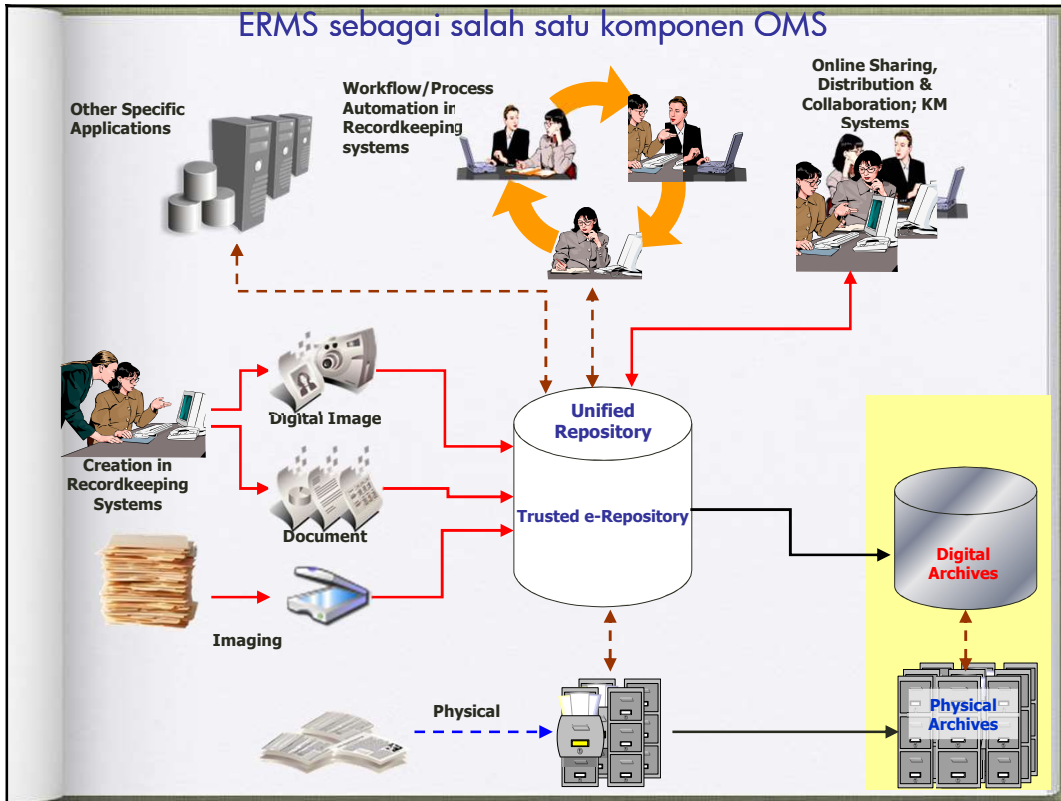 ERMS sebagai salah satu komponen OMS
Other Specific
Applications
Workflow/Process
Automation in
Recordkeeping
systems
Online Sharing,
Distribution &
Collaboration; KM
Systems
Digital Image
Creation in
Recordkeeping
Systems
Document
Imaging
Unified
Repository
Trusted e-Repository
Digital
Archives
Physical
Physical
Archives